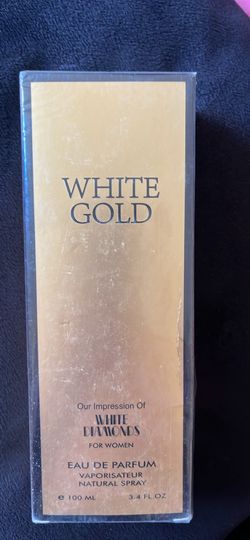 WHITE
GOLD
Our Impression Of
WHITE
DIAMONDS
FOR WOMEN
EAU DE PARFUM
VAPORISATEUR
NATURAL SPRAY
e 100 ML 3.4 FL OZ